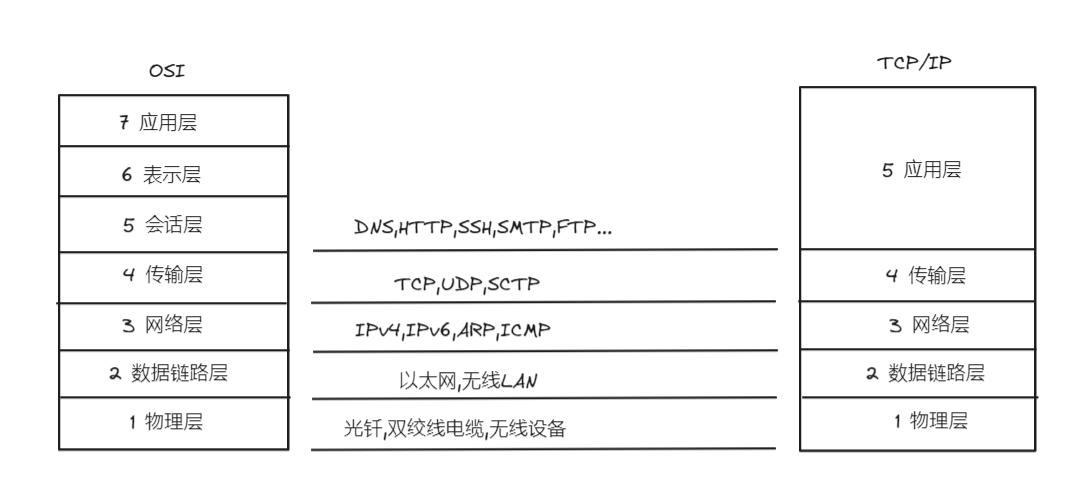 OSI
TCP/IP
7 应用层
6 表示层
5 会话层
4 传输层
3 网络层
2 数据链路层
1 物理层
DNS,HTTP,SSH,SMTP,FTP...
TCP,UDP,SCTP
IPv4,IPv6,ARP,ICMP
以太网,无线LAN
光钎,双绞线电缆,无线设备
5 应用层
4 传输层
3 网络层
2 数据链路层
1 物理层